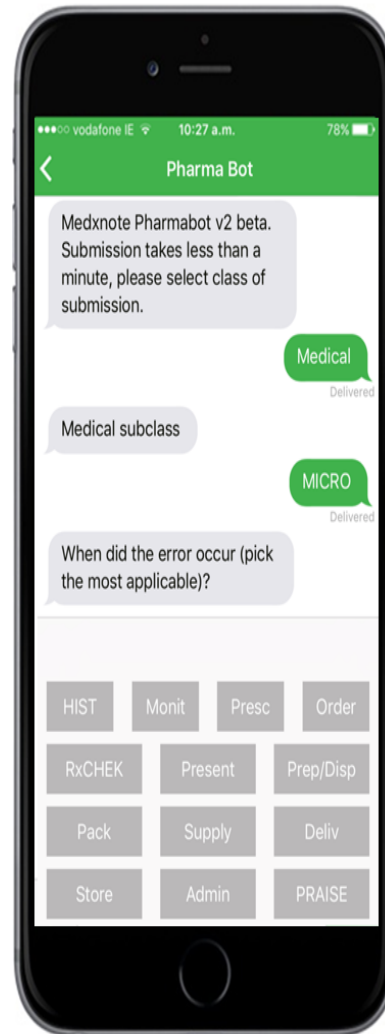 ●●●○○ vodafone IE 10:27 a.m. 78%
Pharma Bot
Medxnote Pharmabot v2 beta.
Submission takes less than a
minute, please select class of
submission.
Medical
Delivered
Medical subclass
MICRO
Delivered
When did the error occur (pick
the most applicable)?
HIST Monit Presc Order
RxCHEK Present Prep/Disp
Pack Supply Deliv
Store Admin PRAISE